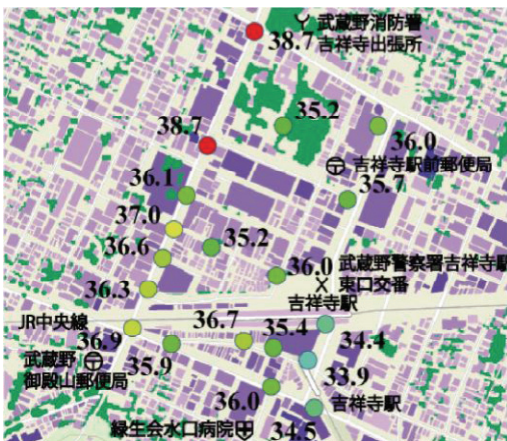 武蔵野消防署
吉祥寺出張所
38.7
35.2
38.7
36.0
吉祥寺駅前郵便局
36.1
35.7
37.0
35.2
36.6
36.0
武蔵野警察署吉祥寺駅
東口交番
36.3
吉祥寺駅
JR中央線
36.7
35.4
34.4
36.9
武蔵野
御殿山郵便局
35.9
33.9
36.0
吉祥寺駅
緑生会水口病院
34.5